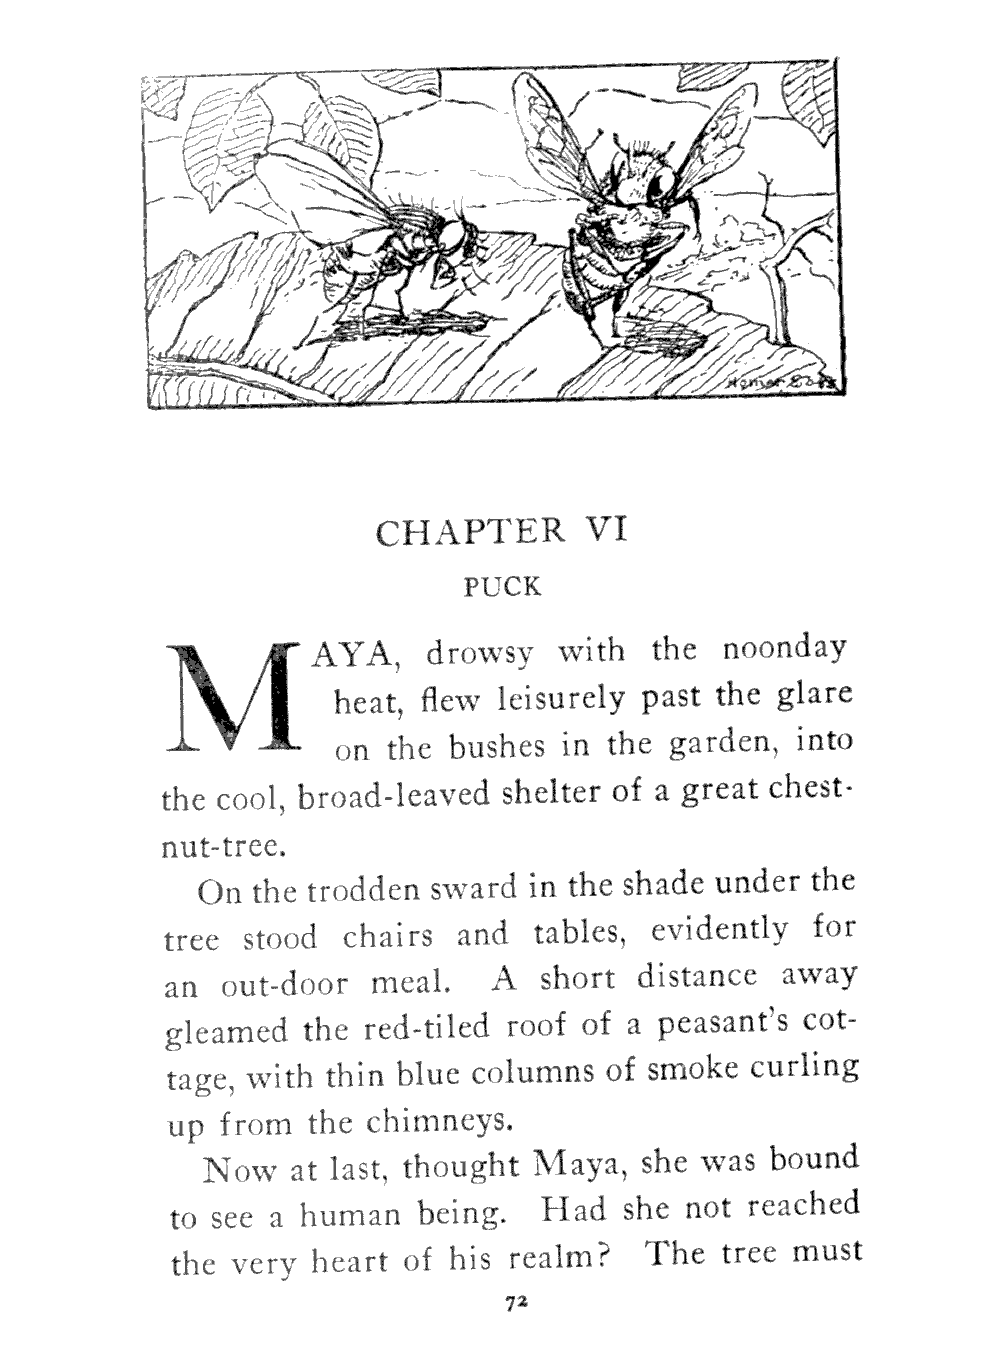 Homer Boss
CHAPTER VI
PUCK
MAYA, drowsy with the noonday
heat, flew leisurely past the glare
on the bushes in the garden, into
the cool, broad-leaved shelter of a great chest-
nut-tree.
On the trodden sward in the shade under the
tree stood chairs and tables, evidently for
an out-door meal. A short distance away
gleamed the red-tiled roof of a peasant's cot-
tage, with thin blue columns of smoke curling
up from the chimneys.
Now at last, thought Maya, she was bound
to see a human being. Had she not reached
the very heart of his realm? The tree must
72